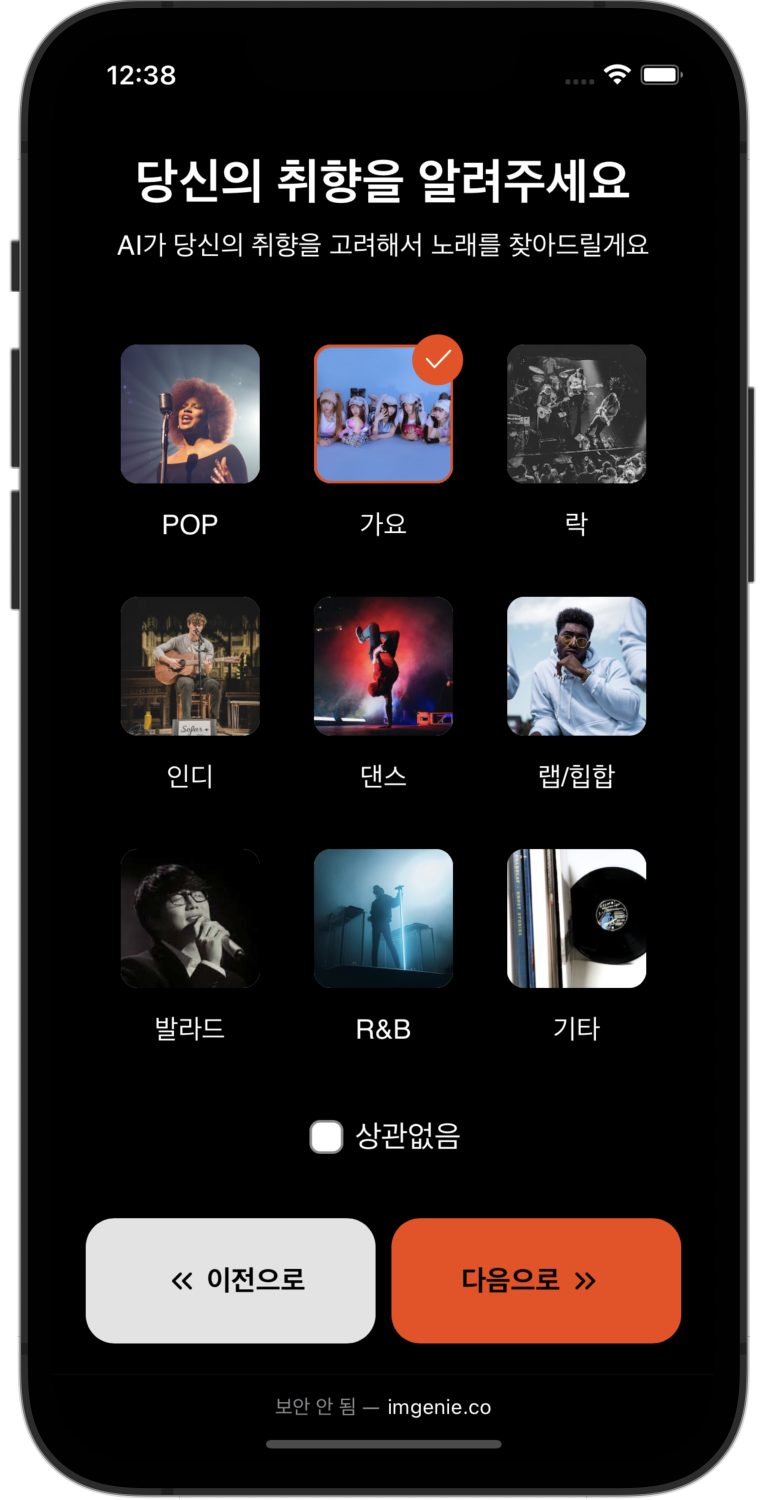 12:38
당신의 취향을 알려주세요
AI가 당신의 취향을 고려해서 노래를 찾아드릴게요
POP
가요
락
인디
댄스
랩/힙합
발라드
R&B
기타
상관없음
« 이전으로
다음으로 »
보안 안 됨 — imgenie.co